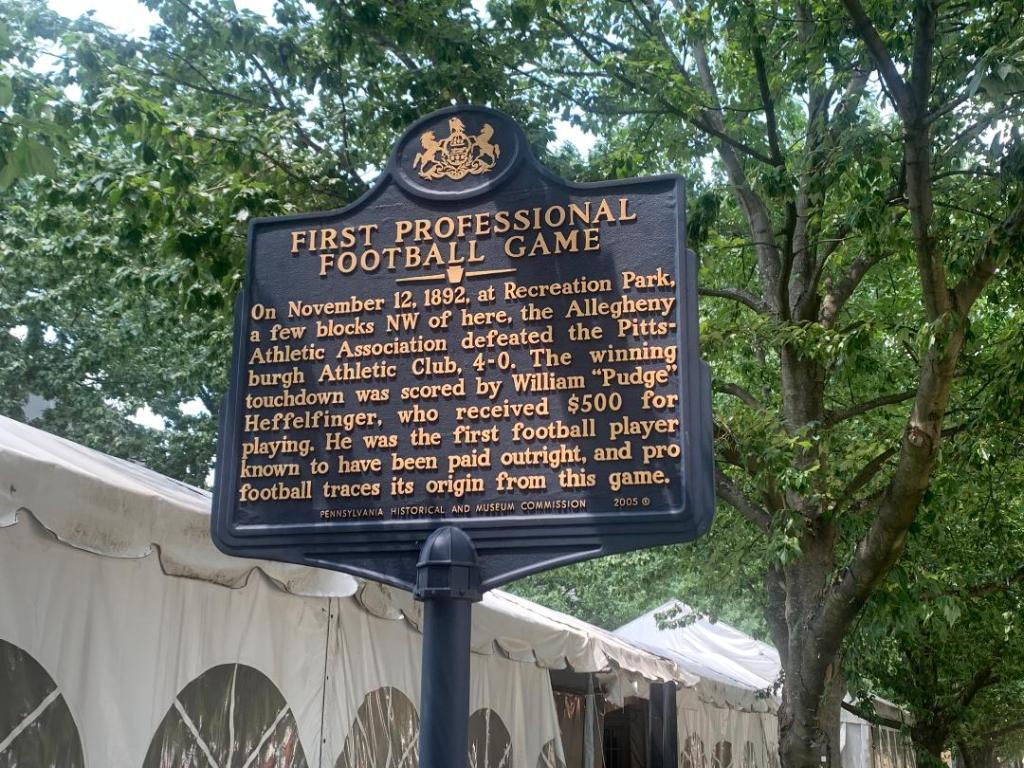 FIRST PROFESSIONAL
FOOTBALL GAME
On November 12, 1892, at Recreation Park,
a few blocks NW of here, the Allegheny
Athletic Association defeated the Pitts-
burgh Athletic Club, 4-0. The winning
touchdown was scored by William "Pudge"
Heffelfinger, who received $500 for
playing. He was the first football player
known to have been paid outright, and pro
football traces its origin from this game.
PENNSYLVANIA HISTORICAL AND MUSEUM COMMISSION 2005 ©